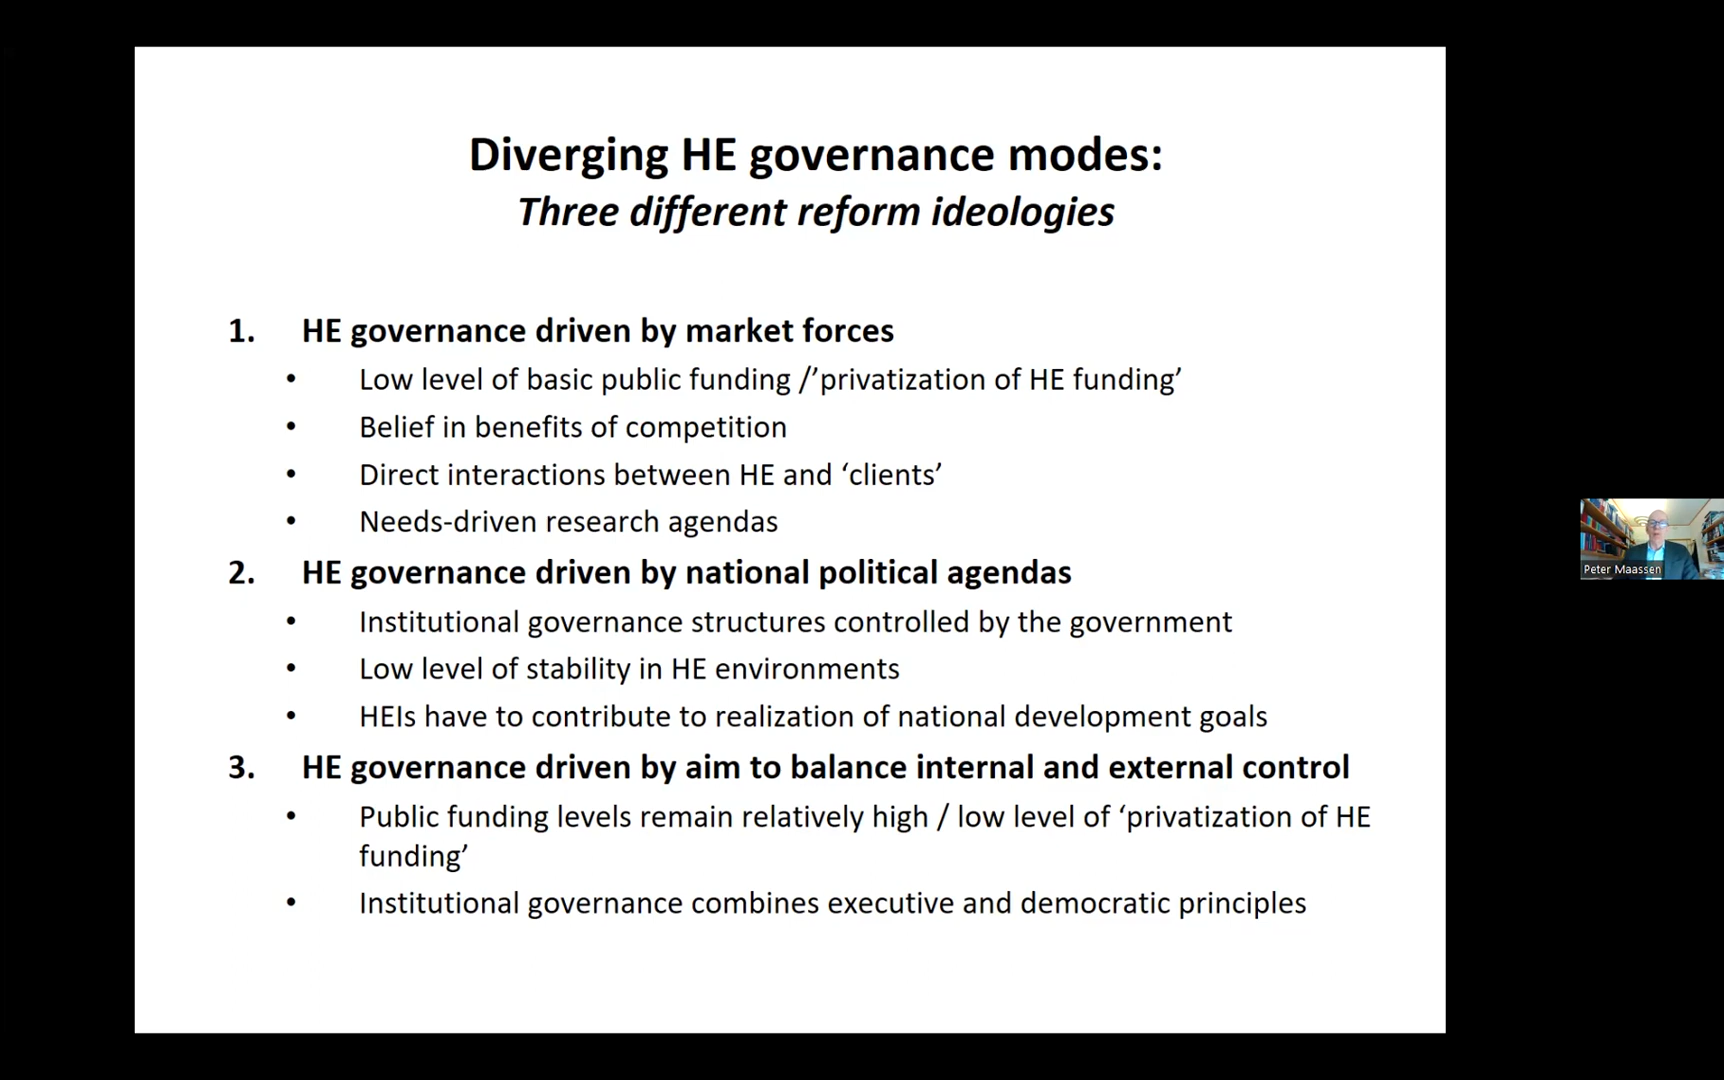 Diverging HE governance modes:
Three different reform ideologies
1. HE governance driven by market forces
• Low level of basic public funding /’privatization of HE funding’
• Belief in benefits of competition
• Direct interactions between HE and ‘clients’
• Needs-driven research agendas
2. HE governance driven by national political agendas
• Institutional governance structures controlled by the government
• Low level of stability in HE environments
• HEIs have to contribute to realization of national development goals
3. HE governance driven by aim to balance internal and external control
• Public funding levels remain relatively high / low level of ‘privatization of HE
funding’
• Institutional governance combines executive and democratic principles
Peter Maassen